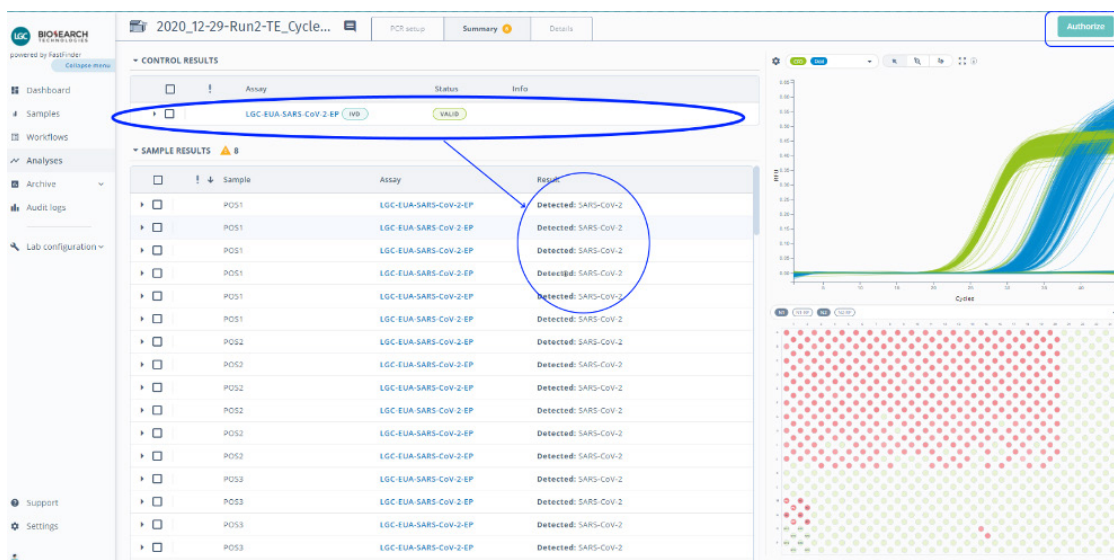 LGC BIOSEARCH
TECHNOLOGIES
powered by FastFinder
Collapse menu
Dashboard
Samples
Workflows
Analyses
Archive
Audit logs
Lab configuration
Support
Settings
2020_12-29-Run2-TE_Cycle...
PCR setup Summary Details
Authorize
CONTROL RESULTS
! Assay Status Info
LGC-EUA-SARS-CoV-2-EP IVD VALID
SAMPLE RESULTS 8
! Sample Assay Result
POS1 LGC-EUA-SARS-CoV-2-EP Detected: SARS-CoV-2
POS1 LGC-EUA-SARS-CoV-2-EP Detected: SARS-CoV-2
POS1 LGC-EUA-SARS-CoV-2-EP Detected: SARS-CoV-2
POS1 LGC-EUA-SARS-CoV-2-EP Detected: SARS-CoV-2
POS1 LGC-EUA-SARS-CoV-2-EP Detected: SARS-CoV-2
POS1 LGC-EUA-SARS-CoV-2-EP Detected: SARS-CoV-2
POS2 LGC-EUA-SARS-CoV-2-EP Detected: SARS-CoV-2
POS2 LGC-EUA-SARS-CoV-2-EP Detected: SARS-CoV-2
POS2 LGC-EUA-SARS-CoV-2-EP Detected: SARS-CoV-2
POS2 LGC-EUA-SARS-CoV-2-EP Detected: SARS-CoV-2
POS2 LGC-EUA-SARS-CoV-2-EP Detected: SARS-CoV-2
POS2 LGC-EUA-SARS-CoV-2-EP Detected: SARS-CoV-2
POS3 LGC-EUA-SARS-CoV-2-EP Detected: SARS-CoV-2
POS3 LGC-EUA-SARS-CoV-2-EP Detected: SARS-CoV-2
POS3 LGC-EUA-SARS-CoV-2-EP Detected: SARS-CoV-2
POS3 LGC-EUA-SARS-CoV-2-EP Detected: SARS-CoV-2
Cycles